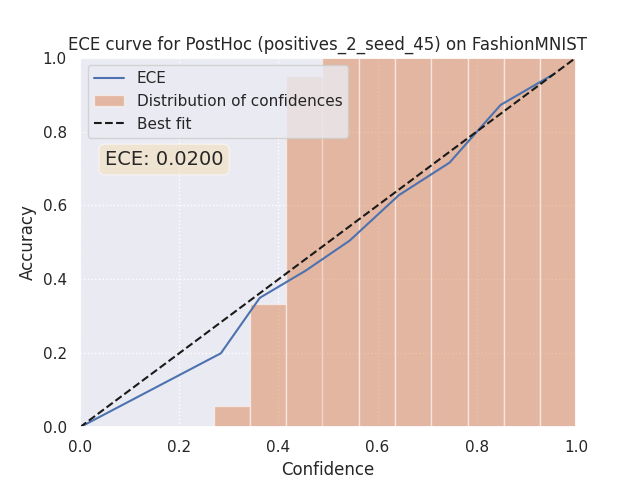 ECE curve for PostHoc (positives_2_seed_45) on FashionMNIST
1.0
0.8
0.6
0.4
0.2
0.0
Accuracy
ECE
Distribution of confidences
Best fit
ECE: 0.0200
0.0 0.2 0.4 0.6 0.8 1.0
Confidence